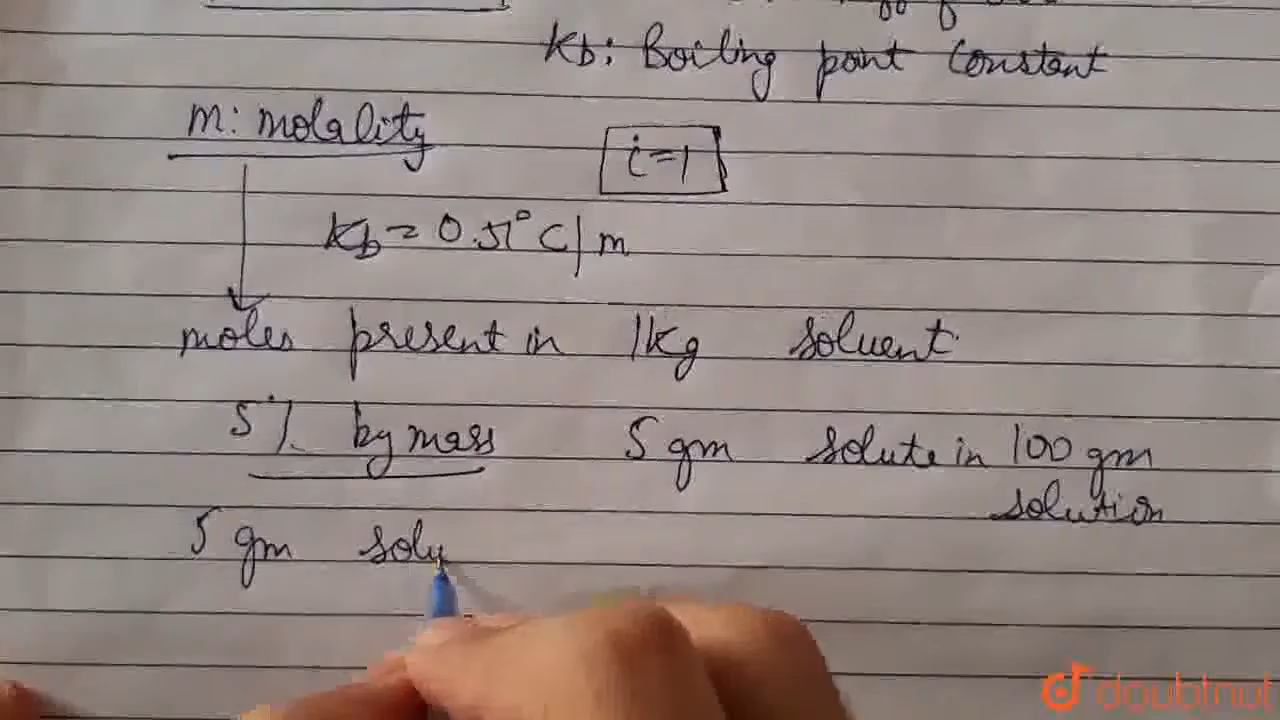 Kb: Boiling point Constant
m: molality
i=1
Kb = 0.51°C/m
moles present in 1kg solvent.
5% by mass 5 gm solute in 100 gm
solution
5 gm solu
doubtnut